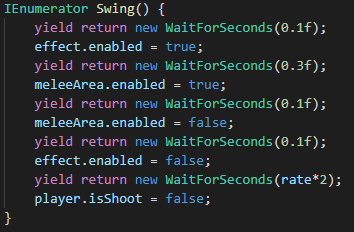 IEnumerator Swing() {
yield return new WaitForSeconds(0.1f);
effect.enabled = true;
yield return new WaitForSeconds(0.3f);
meleeArea.enabled = true;
yield return new WaitForSeconds(0.1f);
meleeArea.enabled = false;
yield return new WaitForSeconds(0.1f);
effect.enabled = false;
yield return new WaitForSeconds(rate*2);
player.isShoot = false;
}